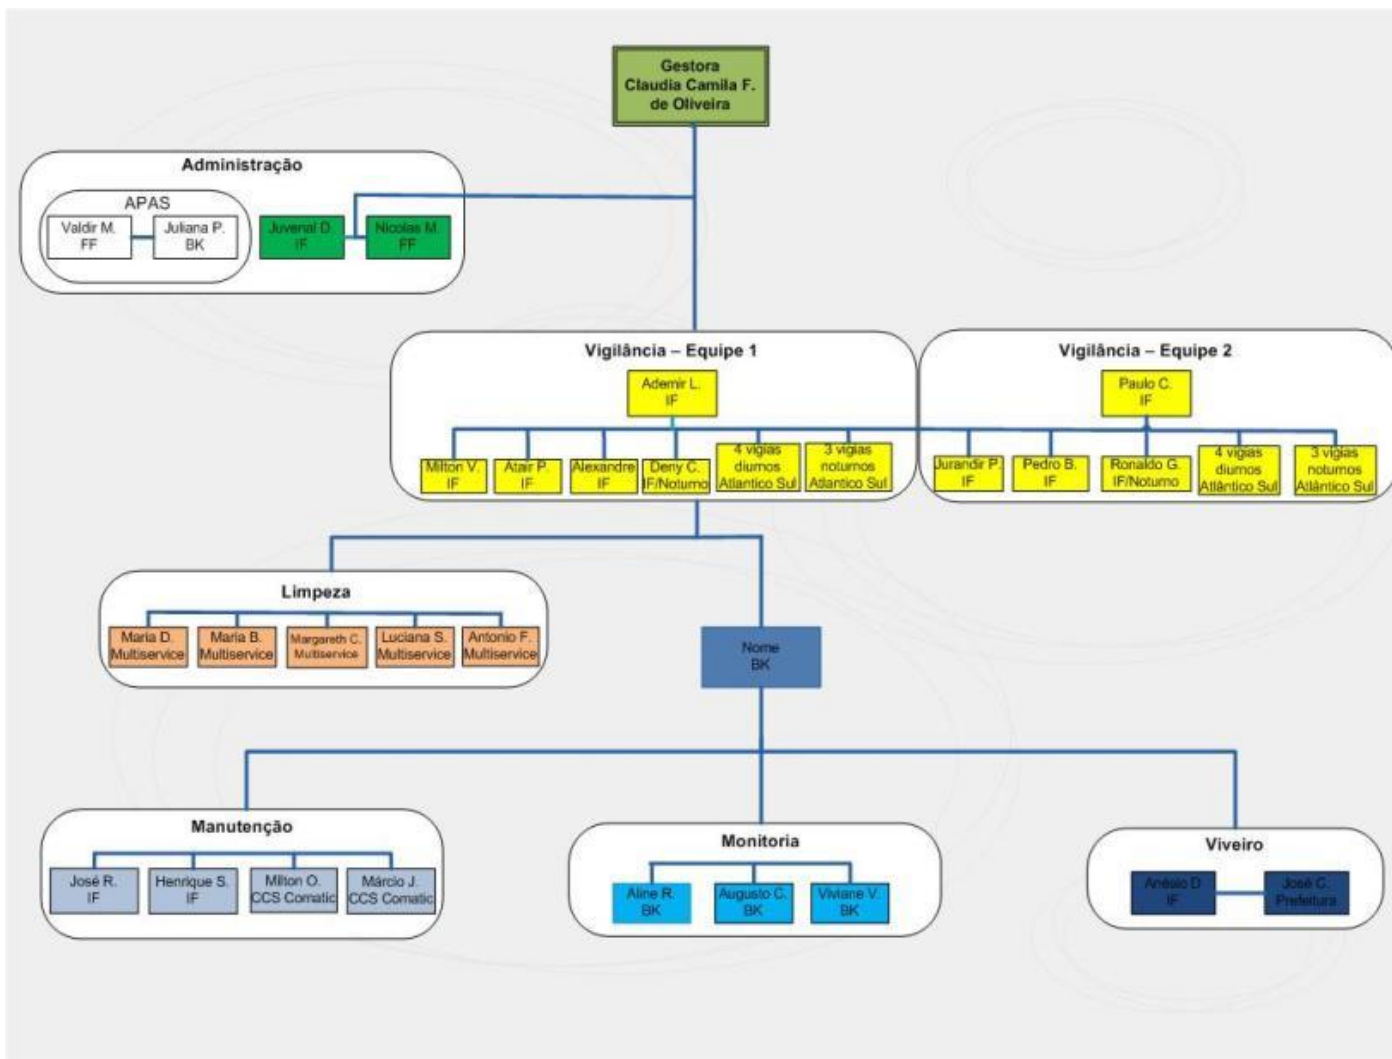 Gestora
Claudia Camila F.
de Oliveira
Administração
APAS
Valdir M.
FF
Juliana P.
BK
Juvenal D.
IF
Nicolas M.
FF
Vigilância – Equipe 1
Ademir L.
IF
Milton V.
IF
Atair P.
IF
Alexandre
IF
Deny C.
IF/Noturno
4 vigias
diurnos
Atlantico Sul
3 vigias
noturnos
Atlantico Sul
Vigilância – Equipe 2
Paulo C.
IF
Jurandir P.
IF
Pedro B.
IF
Ronaldo G.
IF/Noturno
4 vigias
diurnos
Atlântico Sul
3 vigias
noturnos
Atlântico Sul
Limpeza
Maria D.
Multiservice
Maria B.
Multiservice
Margareth C.
Multiservice
Luciana S.
Multiservice
Antonio F.
Multiservice
Nome
BK
Manutenção
José R.
IF
Henrique S.
IF
Milton O.
CCS Comatic
Márcio J.
CCS Comatic
Monitoria
Aline R.
BK
Augusto C.
BK
Viviane V.
BK
Viveiro
Anésio D
IF
José C.
Prefeitura